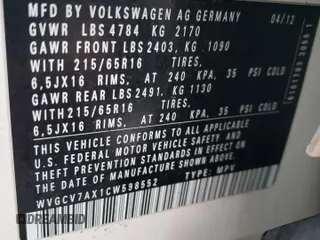 MFD BY VOLKSWAGEN AG GERMANY
04/12
GVWR LBS 4784 KG 2170
GAWR FRONT LBS 2403, KG 1090
WITH 215/65R16 TIRES,
6,5JX16 RIMS, AT 240 KPA, 35 PSI COLD
GAWR REAR LBS 2491, KG 1130
WITH 215/65R16 TIRES,
6,5JX16 RIMS, AT 240 KPA, 35 PSI COLD
THIS VEHICLE CONFORMS TO ALL APPLICABLE
U.S. FEDERAL MOTOR VEHICLE SAFETY AND
THEFT PREVENTION STANDARDS IN EFFECT ON
THE DATE OF MANUFACTURE SHOWN ABOVE.
WVGCV7AX1CW598552 TYPE: MPV
DREAMBID